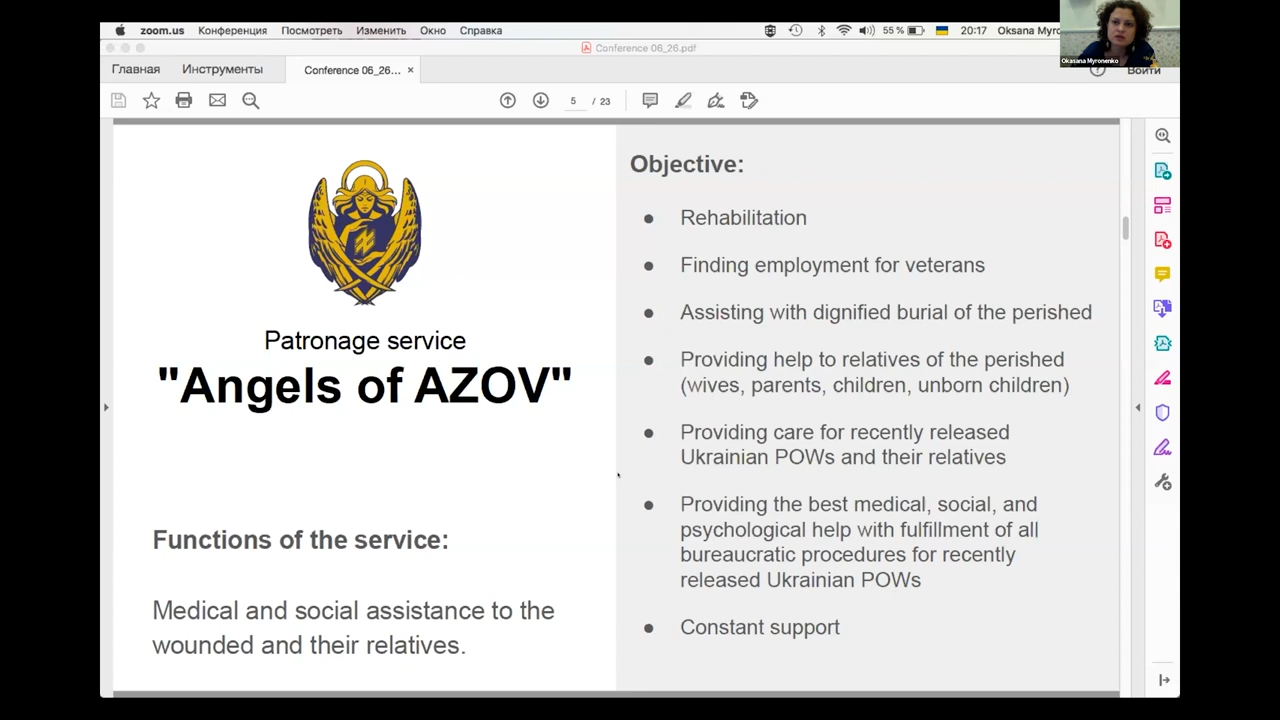 zoom.us Конференция Посмотреть Изменить Окно Справка 55 % 20:17 Oksana Myro
Conference 06_26.pdf
Okasana Myronenko
Главная Инструменты Conference 06_26... × Войти
5 / 23
Patronage service
"Angels of AZOV"
Functions of the service:
Medical and social assistance to the
wounded and their relatives.
Objective:
● Rehabilitation
● Finding employment for veterans
● Assisting with dignified burial of the perished
● Providing help to relatives of the perished
(wives, parents, children, unborn children)
● Providing care for recently released
Ukrainian POWs and their relatives
● Providing the best medical, social, and
psychological help with fulfillment of all
bureaucratic procedures for recently
released Ukrainian POWs
● Constant support